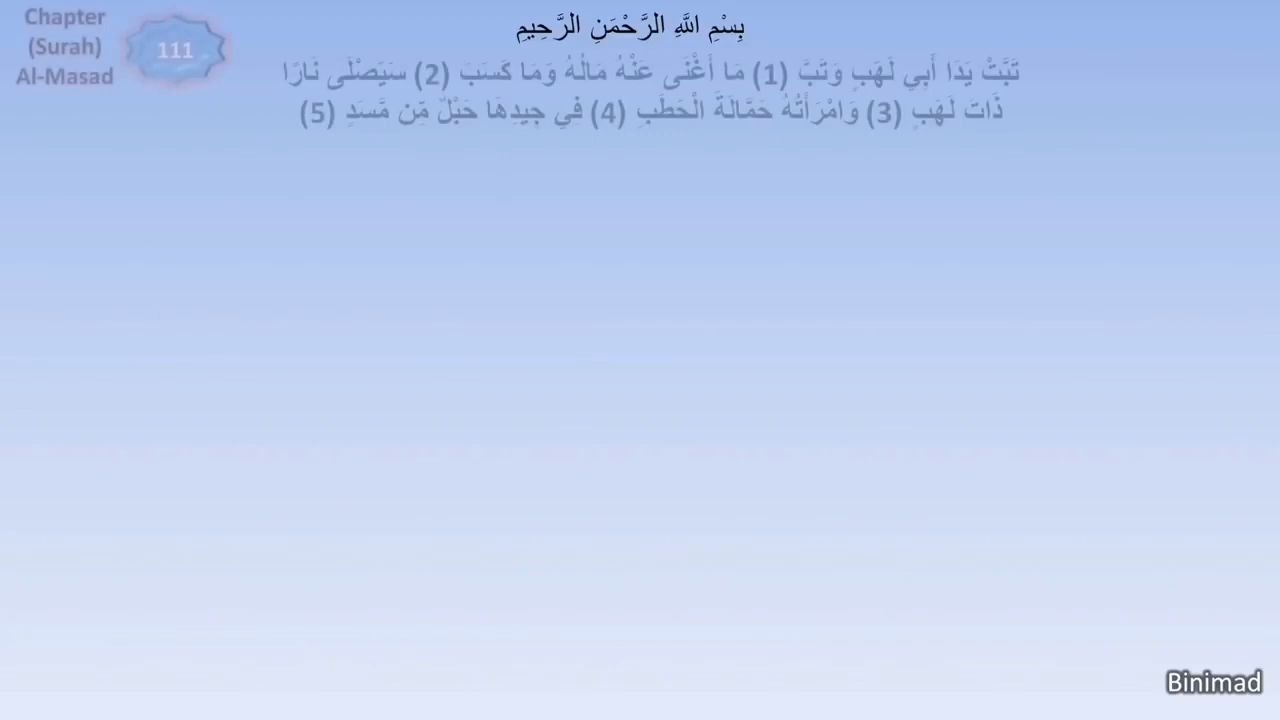 Chapter
(Surah)
Al-Masad
111
بِسْمِ اللَّهِ الرَّحْمَنِ الرَّحِيمِ
تَبَّتْ يَدَا أَبِي لَهَبٍ وَتَبَّ (1) مَا أَغْنَى عَنْهُ مَالُهُ وَمَا كَسَبَ (2) سَيَصْلَى نَارًا
ذَاتَ لَهَبٍ (3) وَامْرَأَتُهُ حَمَّالَةَ الْحَطَبِ (4) فِي جِيدِهَا حَبْلٌ مِّن مَّسَدٍ (5)
Binimad